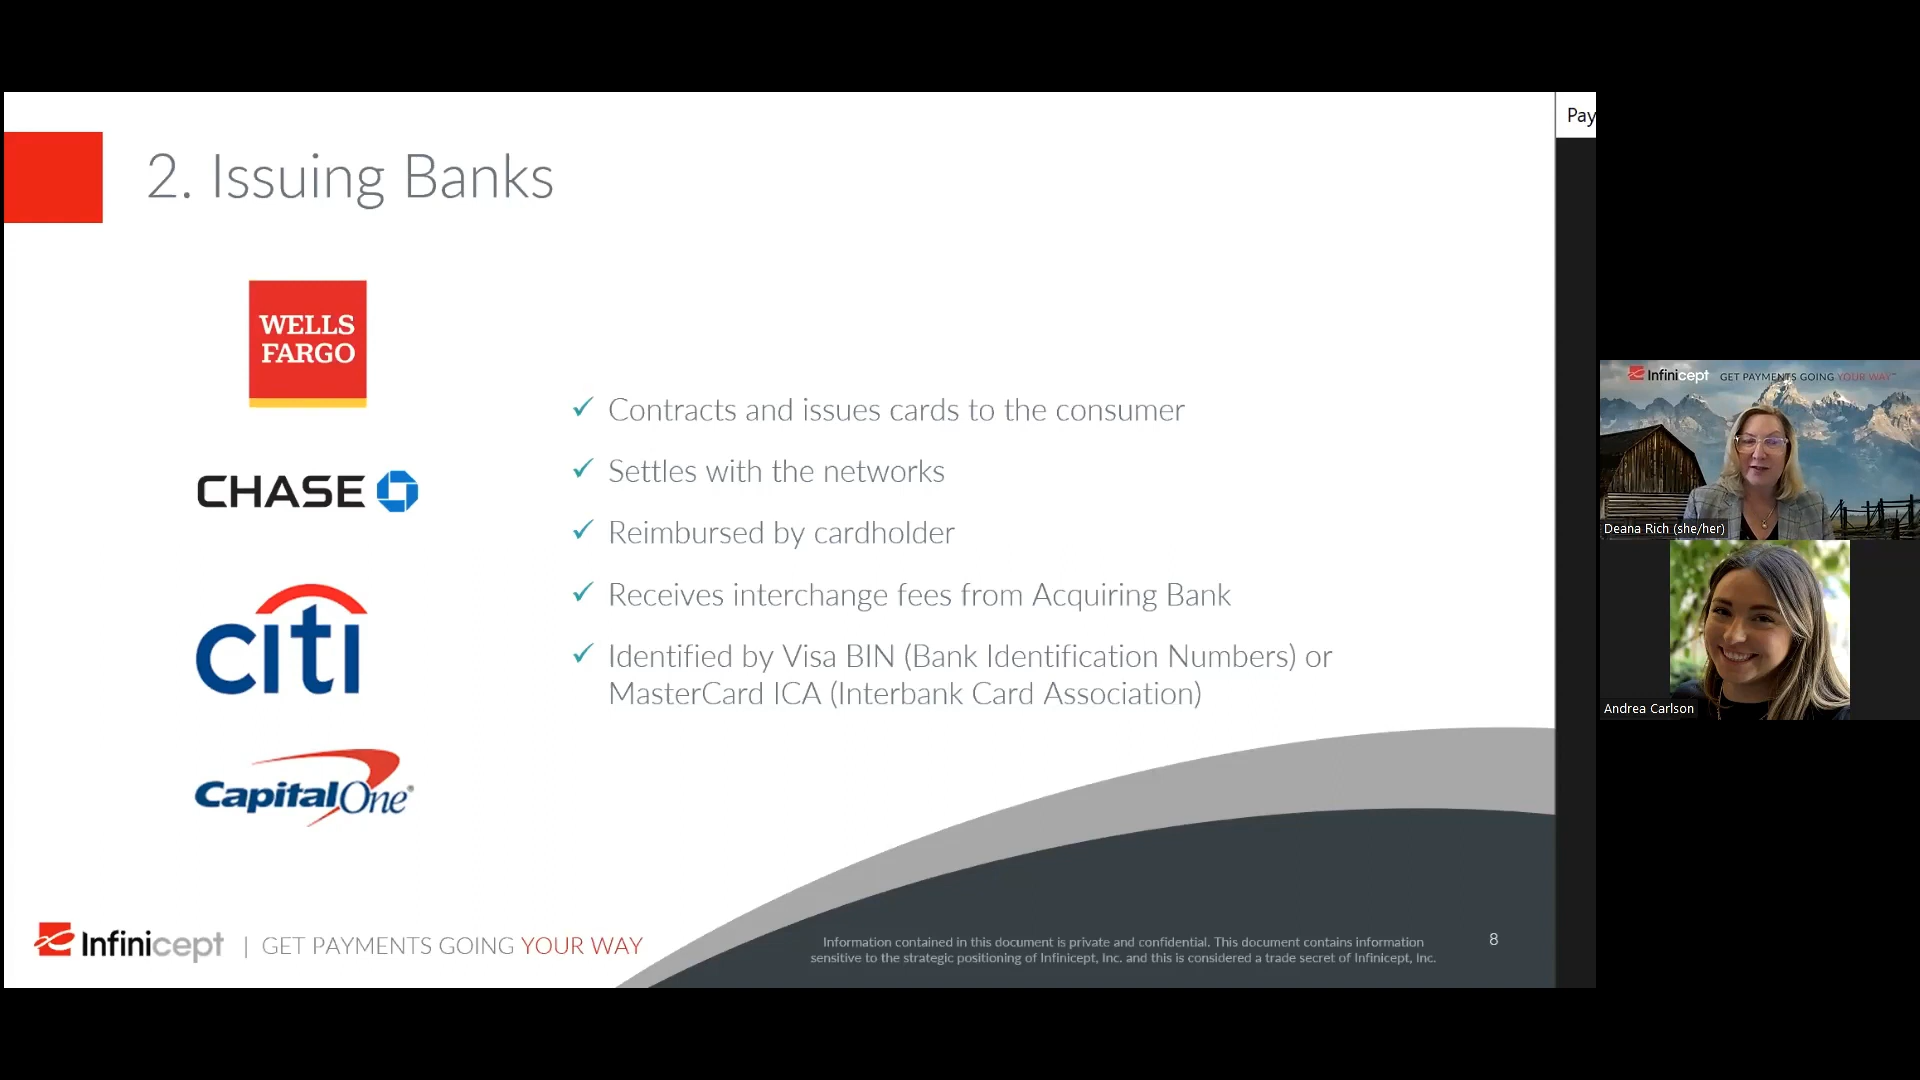 Pay
2. Issuing Banks
WELLS
FARGO
CHASE
citi
CapitalOne®
✓ Contracts and issues cards to the consumer
✓ Settles with the networks
✓ Reimbursed by cardholder
✓ Receives interchange fees from Acquiring Bank
✓ Identified by Visa BIN (Bank Identification Numbers) or
MasterCard ICA (Interbank Card Association)
Infinicept | GET PAYMENTS GOING YOUR WAY
Information contained in this document is private and confidential. This document contains information
sensitive to the strategic positioning of Infinicept, Inc. and this is considered a trade secret of Infinicept, Inc.
8
Infinicept GET PAYMENTS GOING YOUR WAY™
Deana Rich (she/her)
Andrea Carlson